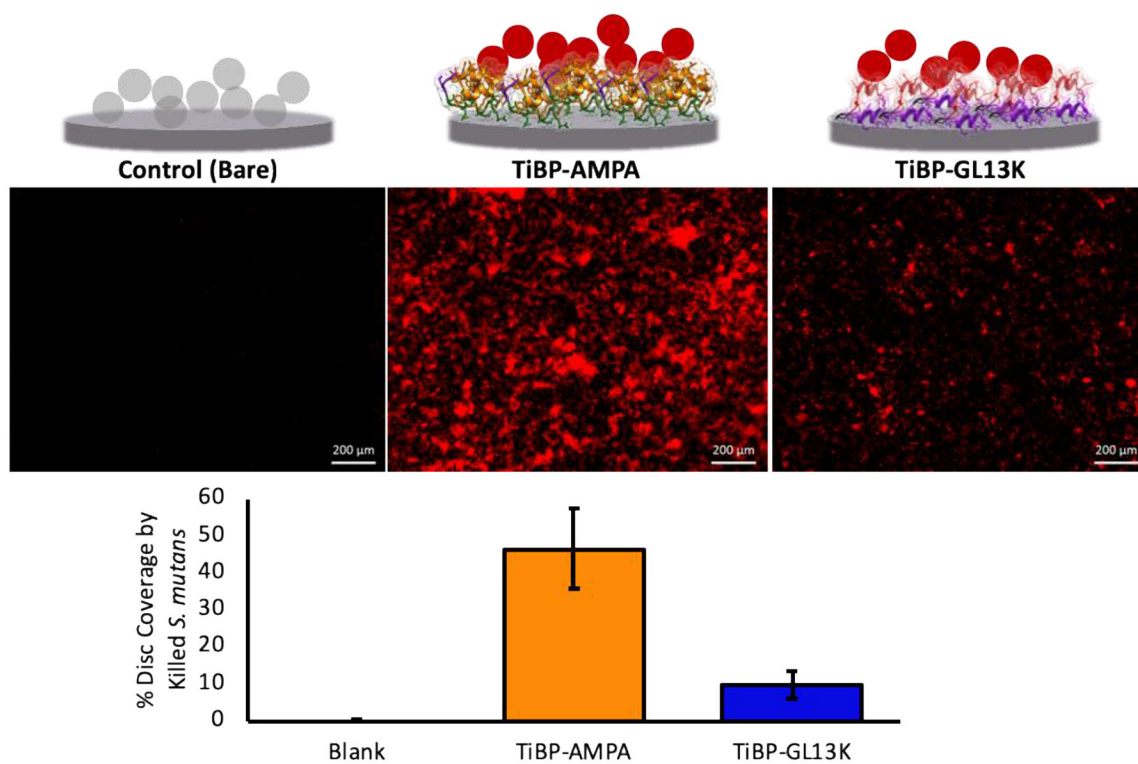 Control (Bare)
TiBP-AMPA
TiBP-GL13K
200 µm
200 µm
200 µm
% Disc Coverage by
Killed S. mutans
60
50
40
30
20
10
0
Blank
TiBP-AMPA
TiBP-GL13K